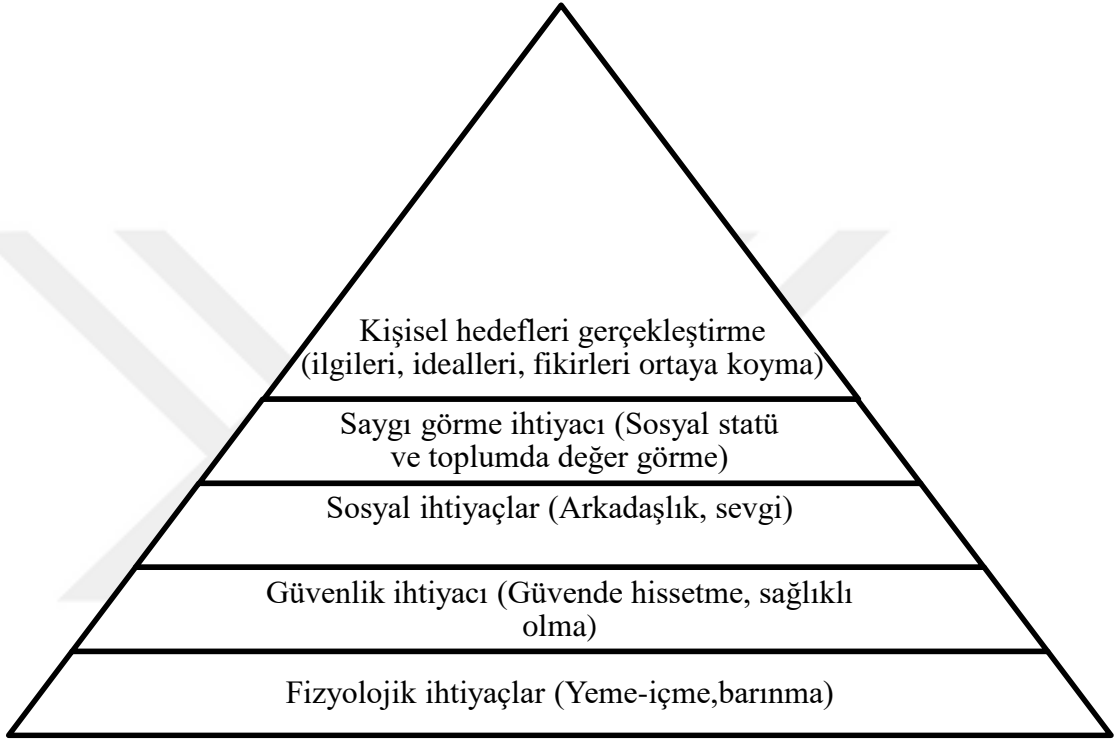 Kişisel hedefleri gerçekleştirme
(ilgileri, idealleri, fikirleri ortaya koyma)
Saygı görme ihtiyacı (Sosyal statü
ve toplumda değer görme)
Sosyal ihtiyaçlar (Arkadaşlık, sevgi)
Güvenlik ihtiyacı (Güvende hissetme, sağlıklı
olma)
Fizyolojik ihtiyaçlar (Yeme-içme,barınma)